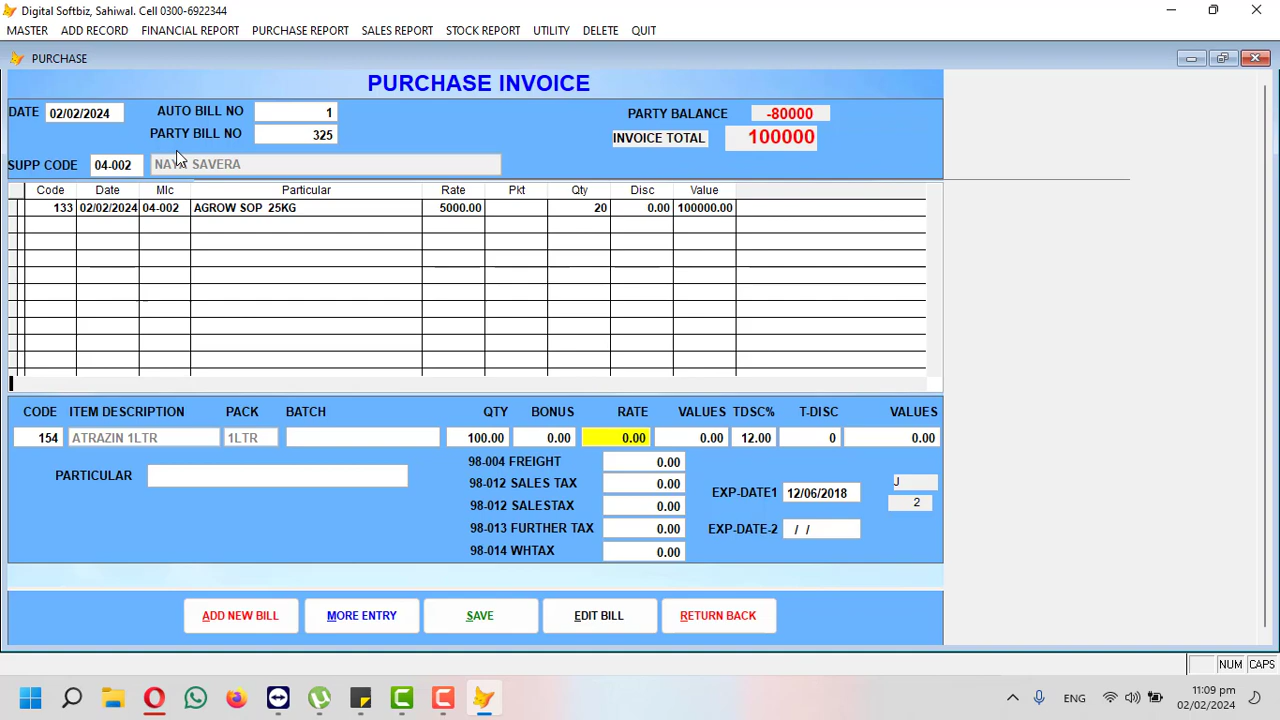 Digital Softbiz, Sahiwal. Cell 0300-6922344
MASTER ADD RECORD FINANCIAL REPORT PURCHASE REPORT SALES REPORT STOCK REPORT UTILITY DELETE QUIT
PURCHASE
PURCHASE INVOICE
DATE 02/02/2024 AUTO BILL NO 1 PARTY BALANCE -80000
PARTY BILL NO 325 INVOICE TOTAL 100000
SUPP CODE 04-002 NAYA SAVERA
Code Date Mlc Particular Rate Pkt Qty Disc Value
133 02/02/2024 04-002 AGROW SOP 25KG 5000.00 20 0.00 100000.00
CODE ITEM DESCRIPTION PACK BATCH QTY BONUS RATE VALUES TDSC% T-DISC VALUES
154 ATRAZIN 1LTR 1LTR 100.00 0.00 0.00 0.00 12.00 0 0.00
PARTICULAR
98-004 FREIGHT 0.00
98-012 SALES TAX 0.00
98-012 SALESTAX 0.00
98-013 FURTHER TAX 0.00
98-014 WHTAX 0.00
EXP-DATE1 12/06/2018 J
2
EXP-DATE-2 / /
ADD NEW BILL MORE ENTRY SAVE EDIT BILL RETURN BACK
NUM CAPS
ENG 11:09 pm
02/02/2024